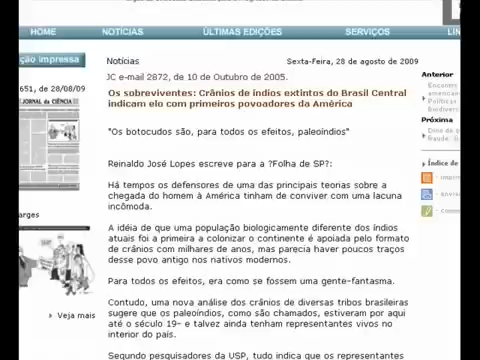 HOME NOTÍCIAS ÚLTIMAS EDIÇÕES SERVIÇOS
ção impressa
Notícias
Sexta-Feira, 28 de agosto de 2009
JC e-mail 2872, de 10 de Outubro de 2005.
651, de 28/08/09
JORNAL da CIÊNCIA
Os sobreviventes: Crânios de índios extintos do Brasil Central
indicam elo com primeiros povoadores da América
"Os botocudos são, para todos os efeitos, paleoíndios"
Reinaldo José Lopes escreve para a ?Folha de SP?:
Há tempos os defensores de uma das principais teorias sobre a
chegada do homem à América tinham de conviver com uma lacuna
incômoda.
A idéia de que uma população biologicamente diferente dos índios
atuais foi a primeira a colonizar o continente é apoiada pelo formato
de crânios com milhares de anos, mas parecia haver poucos traços
desse povo antigo nos nativos modernos.
Para todos os efeitos, era como se fossem uma gente-fantasma.
Contudo, uma nova análise dos crânios de diversas tribos brasileiras
sugere que os paleoíndios, como são chamados, estiveram por aqui
até o século 19- e talvez ainda tenham representantes vivos no
interior do país.
Segundo pesquisadores da USP, tudo indica que os representantes
arges
Veja mais
Anterior
Encontro
american
Políticas
Biodivers
Próxima
Raude, S
Índice de